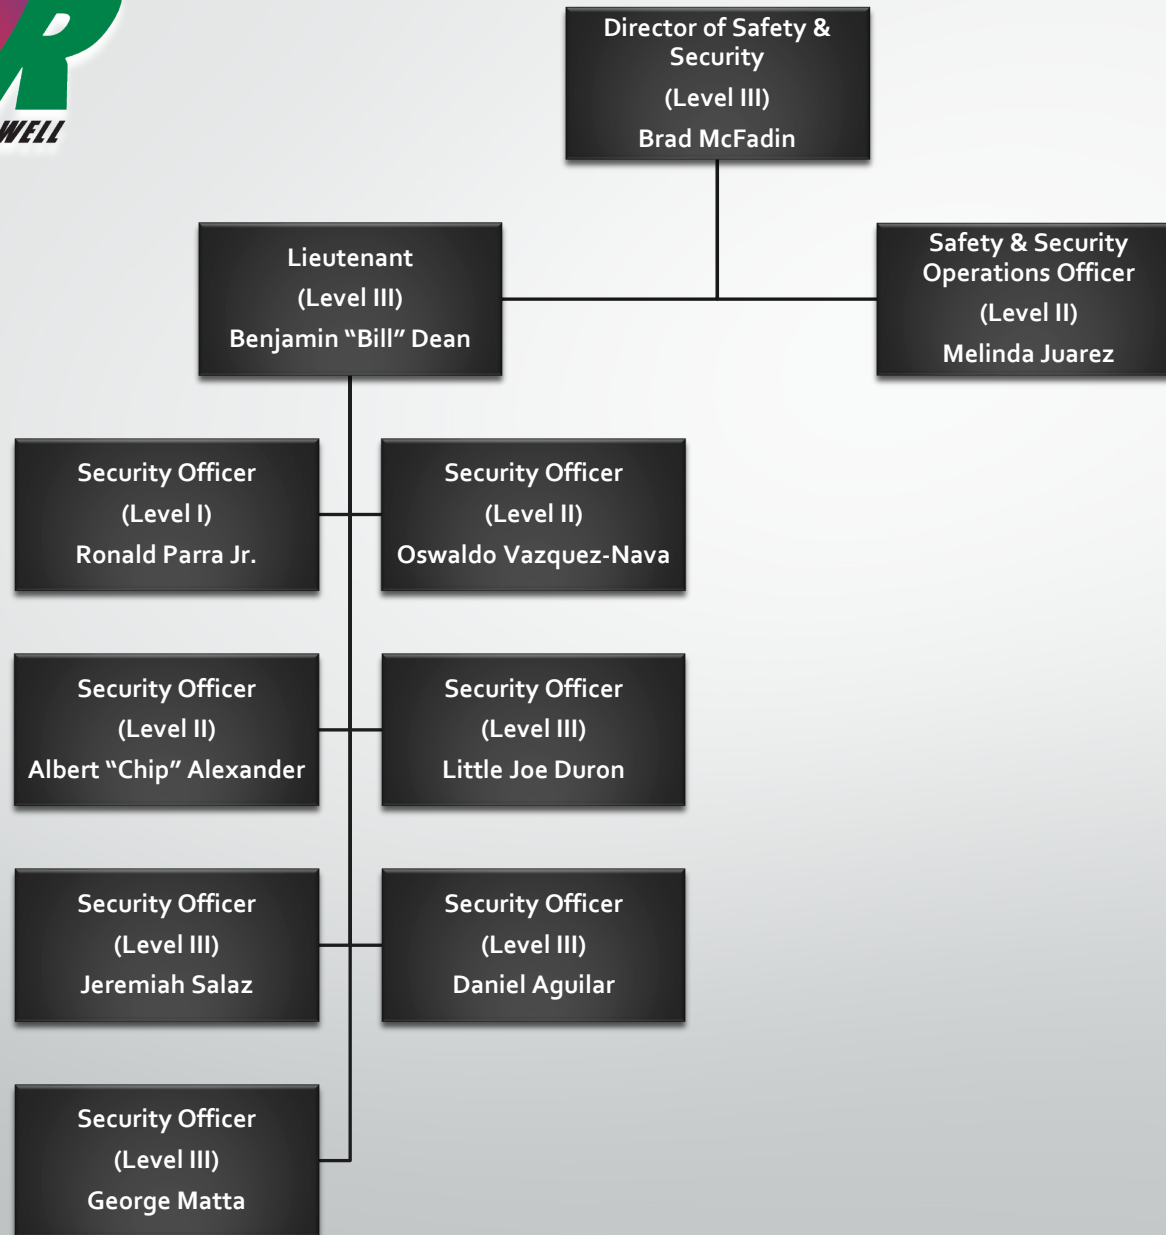 R
WELL
Director of Safety &
Security
(Level III)
Brad McFadin
Lieutenant
(Level III)
Benjamin “Bill” Dean
Safety & Security
Operations Officer
(Level II)
Melinda Juarez
Security Officer
(Level I)
Ronald Parra Jr.
Security Officer
(Level II)
Oswaldo Vazquez-Nava
Security Officer
(Level II)
Albert “Chip” Alexander
Security Officer
(Level III)
Little Joe Duron
Security Officer
(Level III)
Jeremiah Salaz
Security Officer
(Level III)
Daniel Aguilar
Security Officer
(Level III)
George Matta